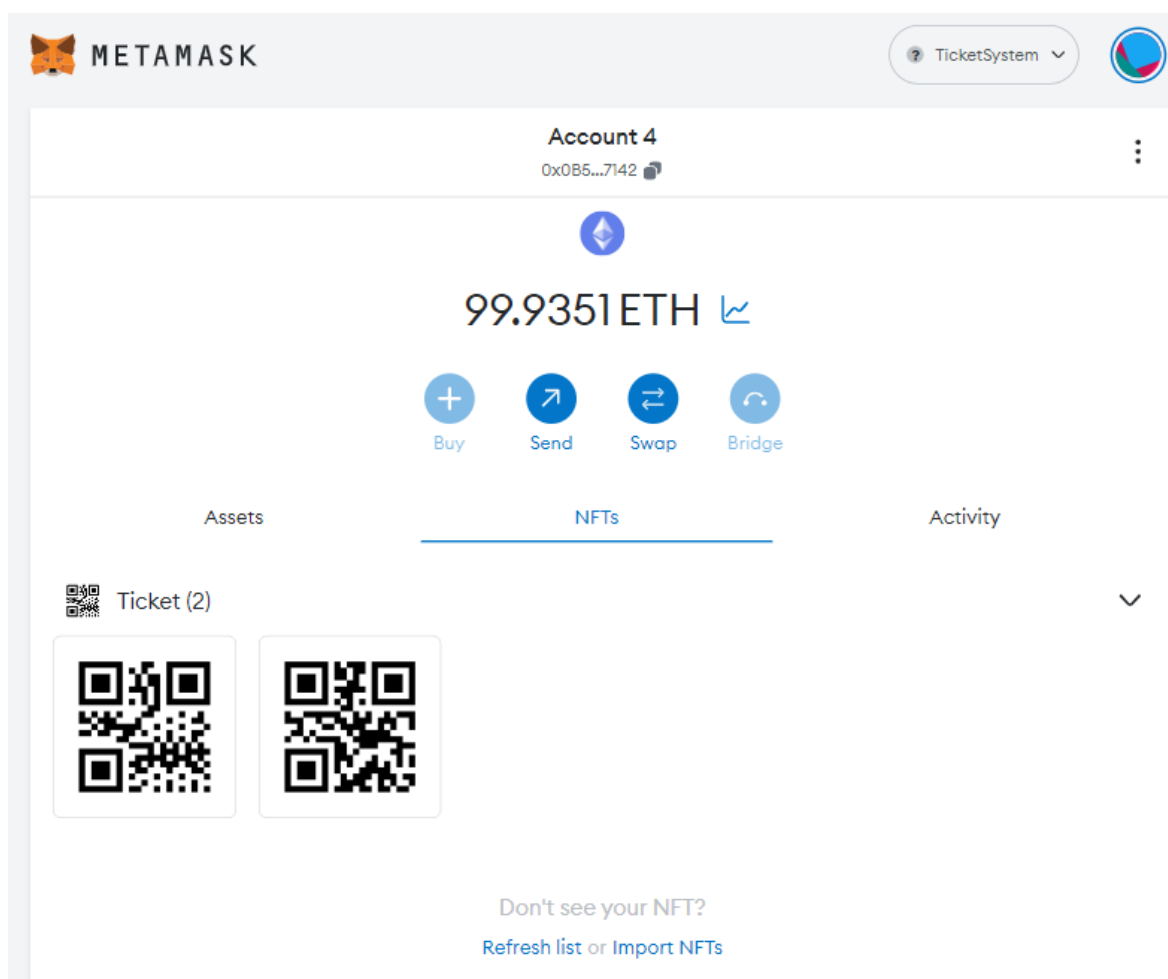 METAMASK
? TicketSystem
Account 4
0x0B5...7142
99.9351 ETH
Buy Send Swap Bridge
Assets NFTs Activity
Ticket (2)
Don't see your NFT?
Refresh list or Import NFTs